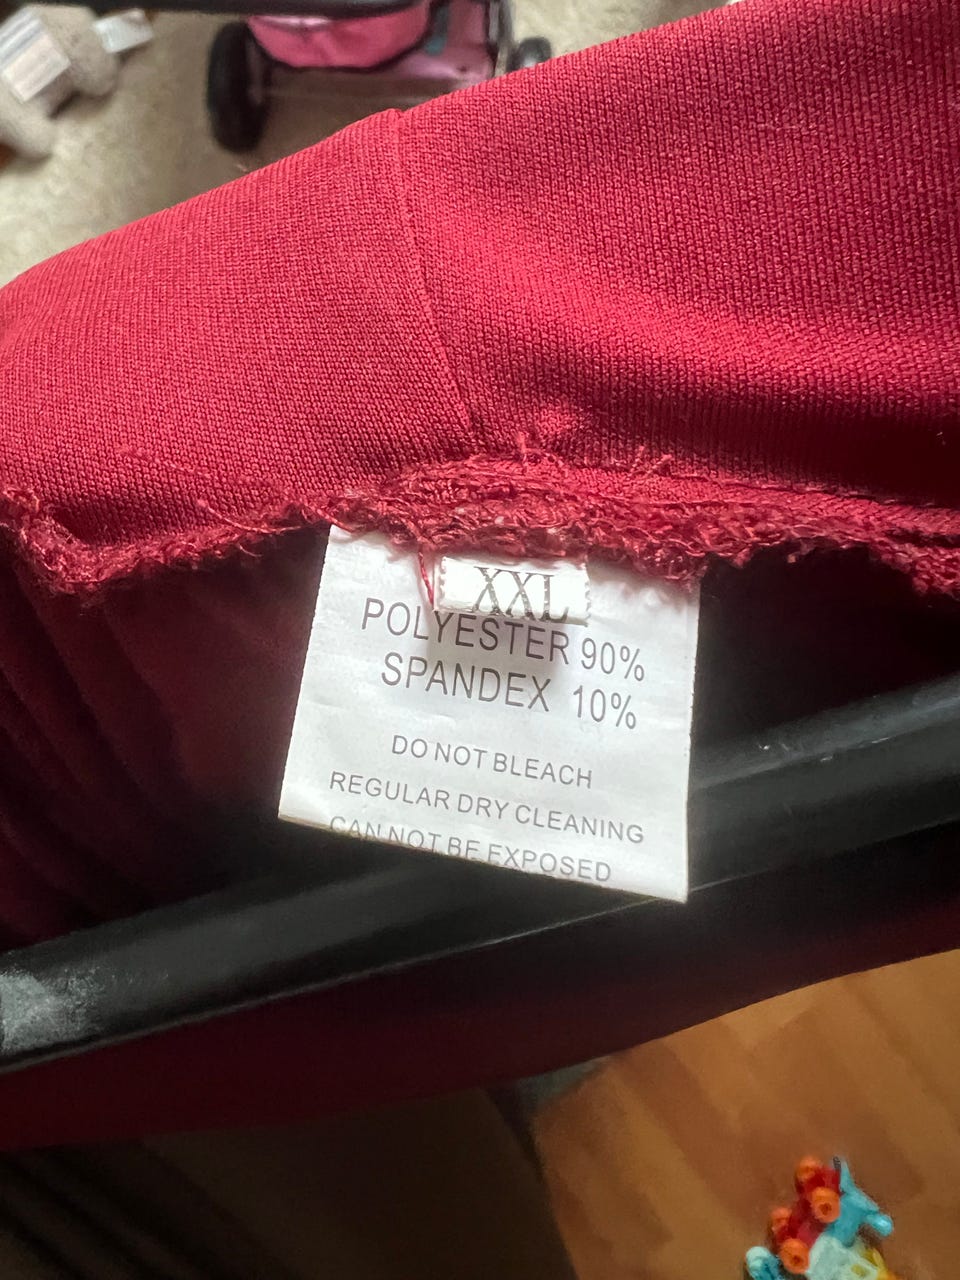 XXL
POLYESTER 90%
SPANDEX 10%
DO NOT BLEACH
REGULAR DRY CLEANING
CAN NOT BE EXPOSED